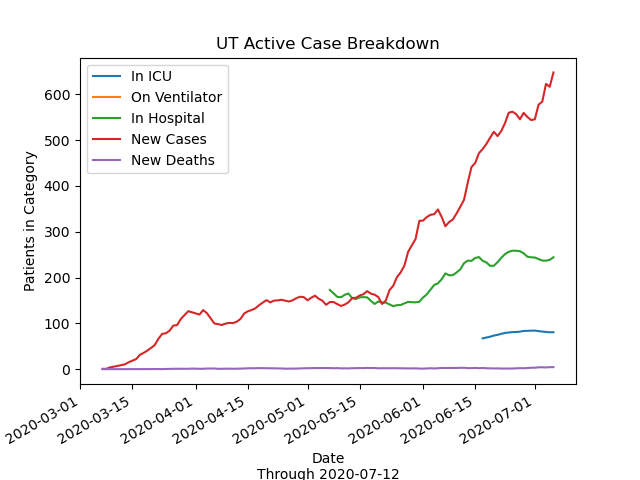 UT Active Case Breakdown
In ICU
On Ventilator
In Hospital
New Cases
New Deaths
Patients in Category
600
500
400
300
200
100
0
2020-03-01
2020-03-15
2020-04-01
2020-04-15
2020-05-01
2020-05-15
2020-06-01
2020-06-15
2020-07-01
Date
Through 2020-07-12